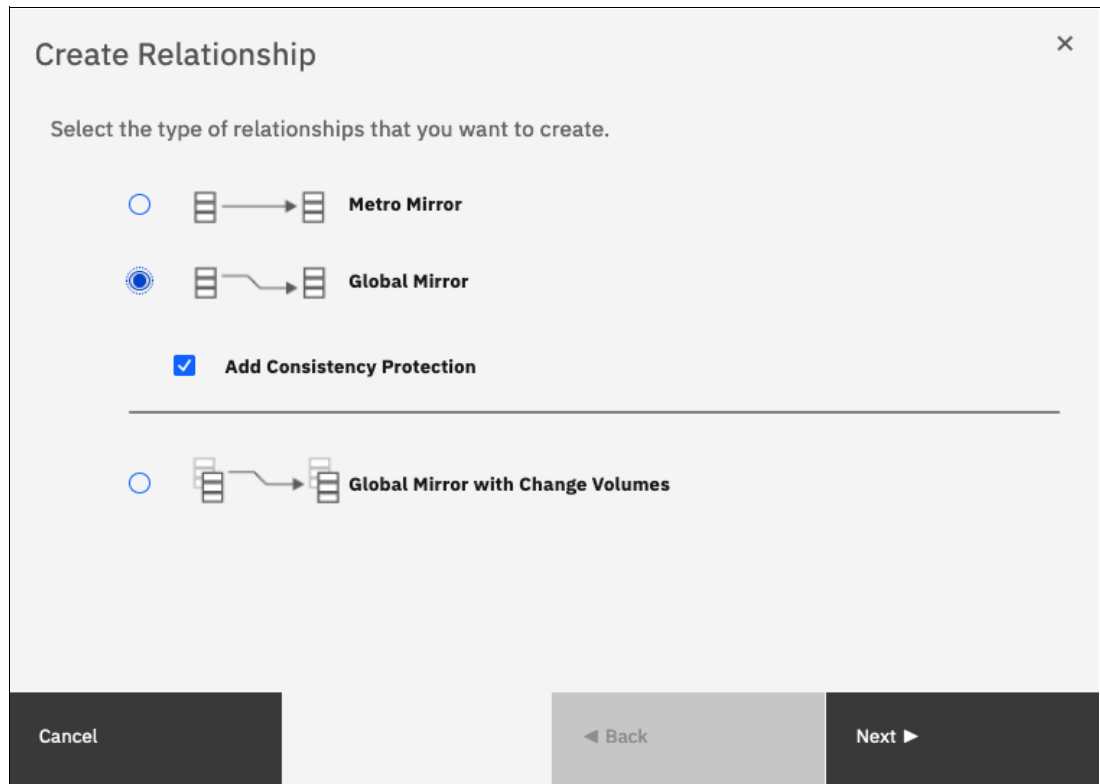 Create Relationship
Select the type of relationships that you want to create.
Metro Mirror
Global Mirror
Add Consistency Protection
Global Mirror with Change Volumes
Cancel
Back
Next